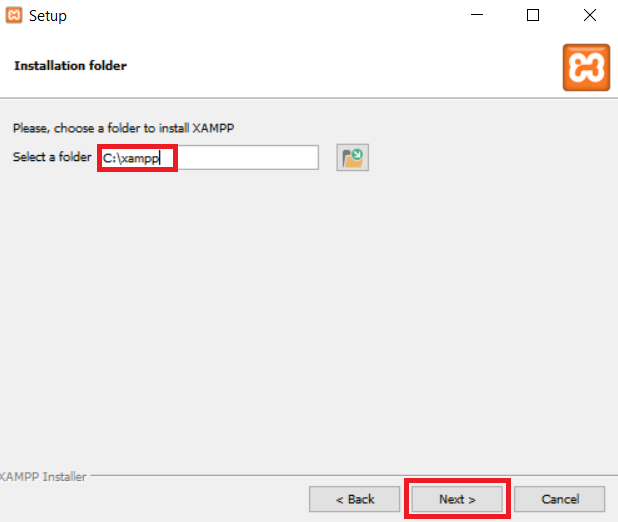 Setup
Installation folder
Please, choose a folder to install XAMPP
Select a folder C:\xampp
XAMPP Installer
< Back Next > Cancel